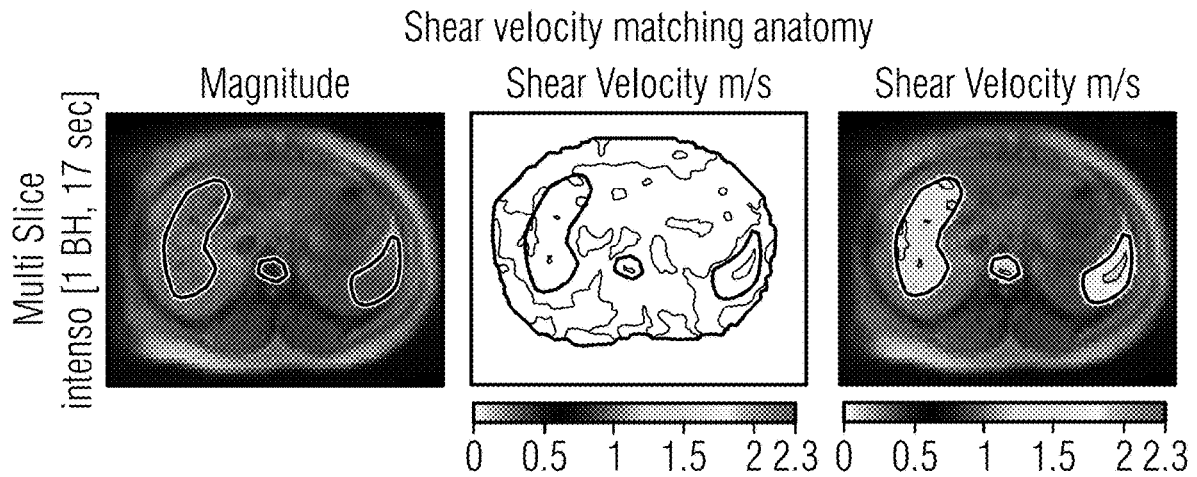 Shear velocity matching anatomy
Magnitude
Shear Velocity m/s
Shear Velocity m/s
Multi Slice
intenso [1 BH, 17 sec]
0 0.5 1 1.5 2 2.3
0 0.5 1 1.5 2 2.3